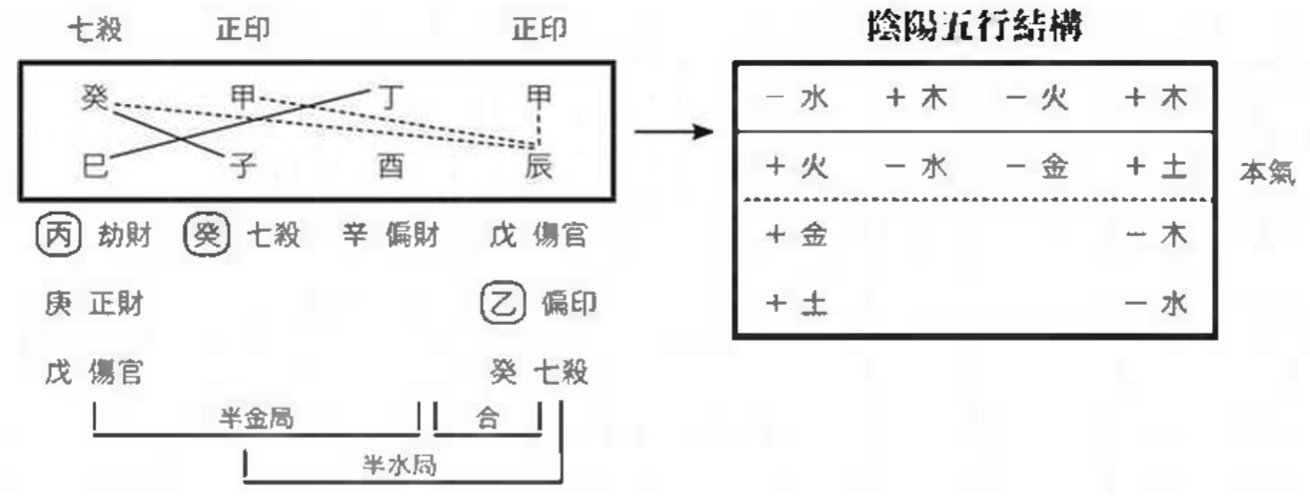 七殺 正印 正印
陰陽五行結構
癸 甲 丁 甲
巳 子 酉 辰
丙 劫財 癸 七殺 辛 偏財 戊 傷官
庚 正財 乙 偏印
戊 傷官 癸 七殺
半金局 合
半水局
− 水 + 木 − 火 + 木
+ 火 − 水 − 金 + 土 本氣
+ 金 − 木
+ 土 − 水